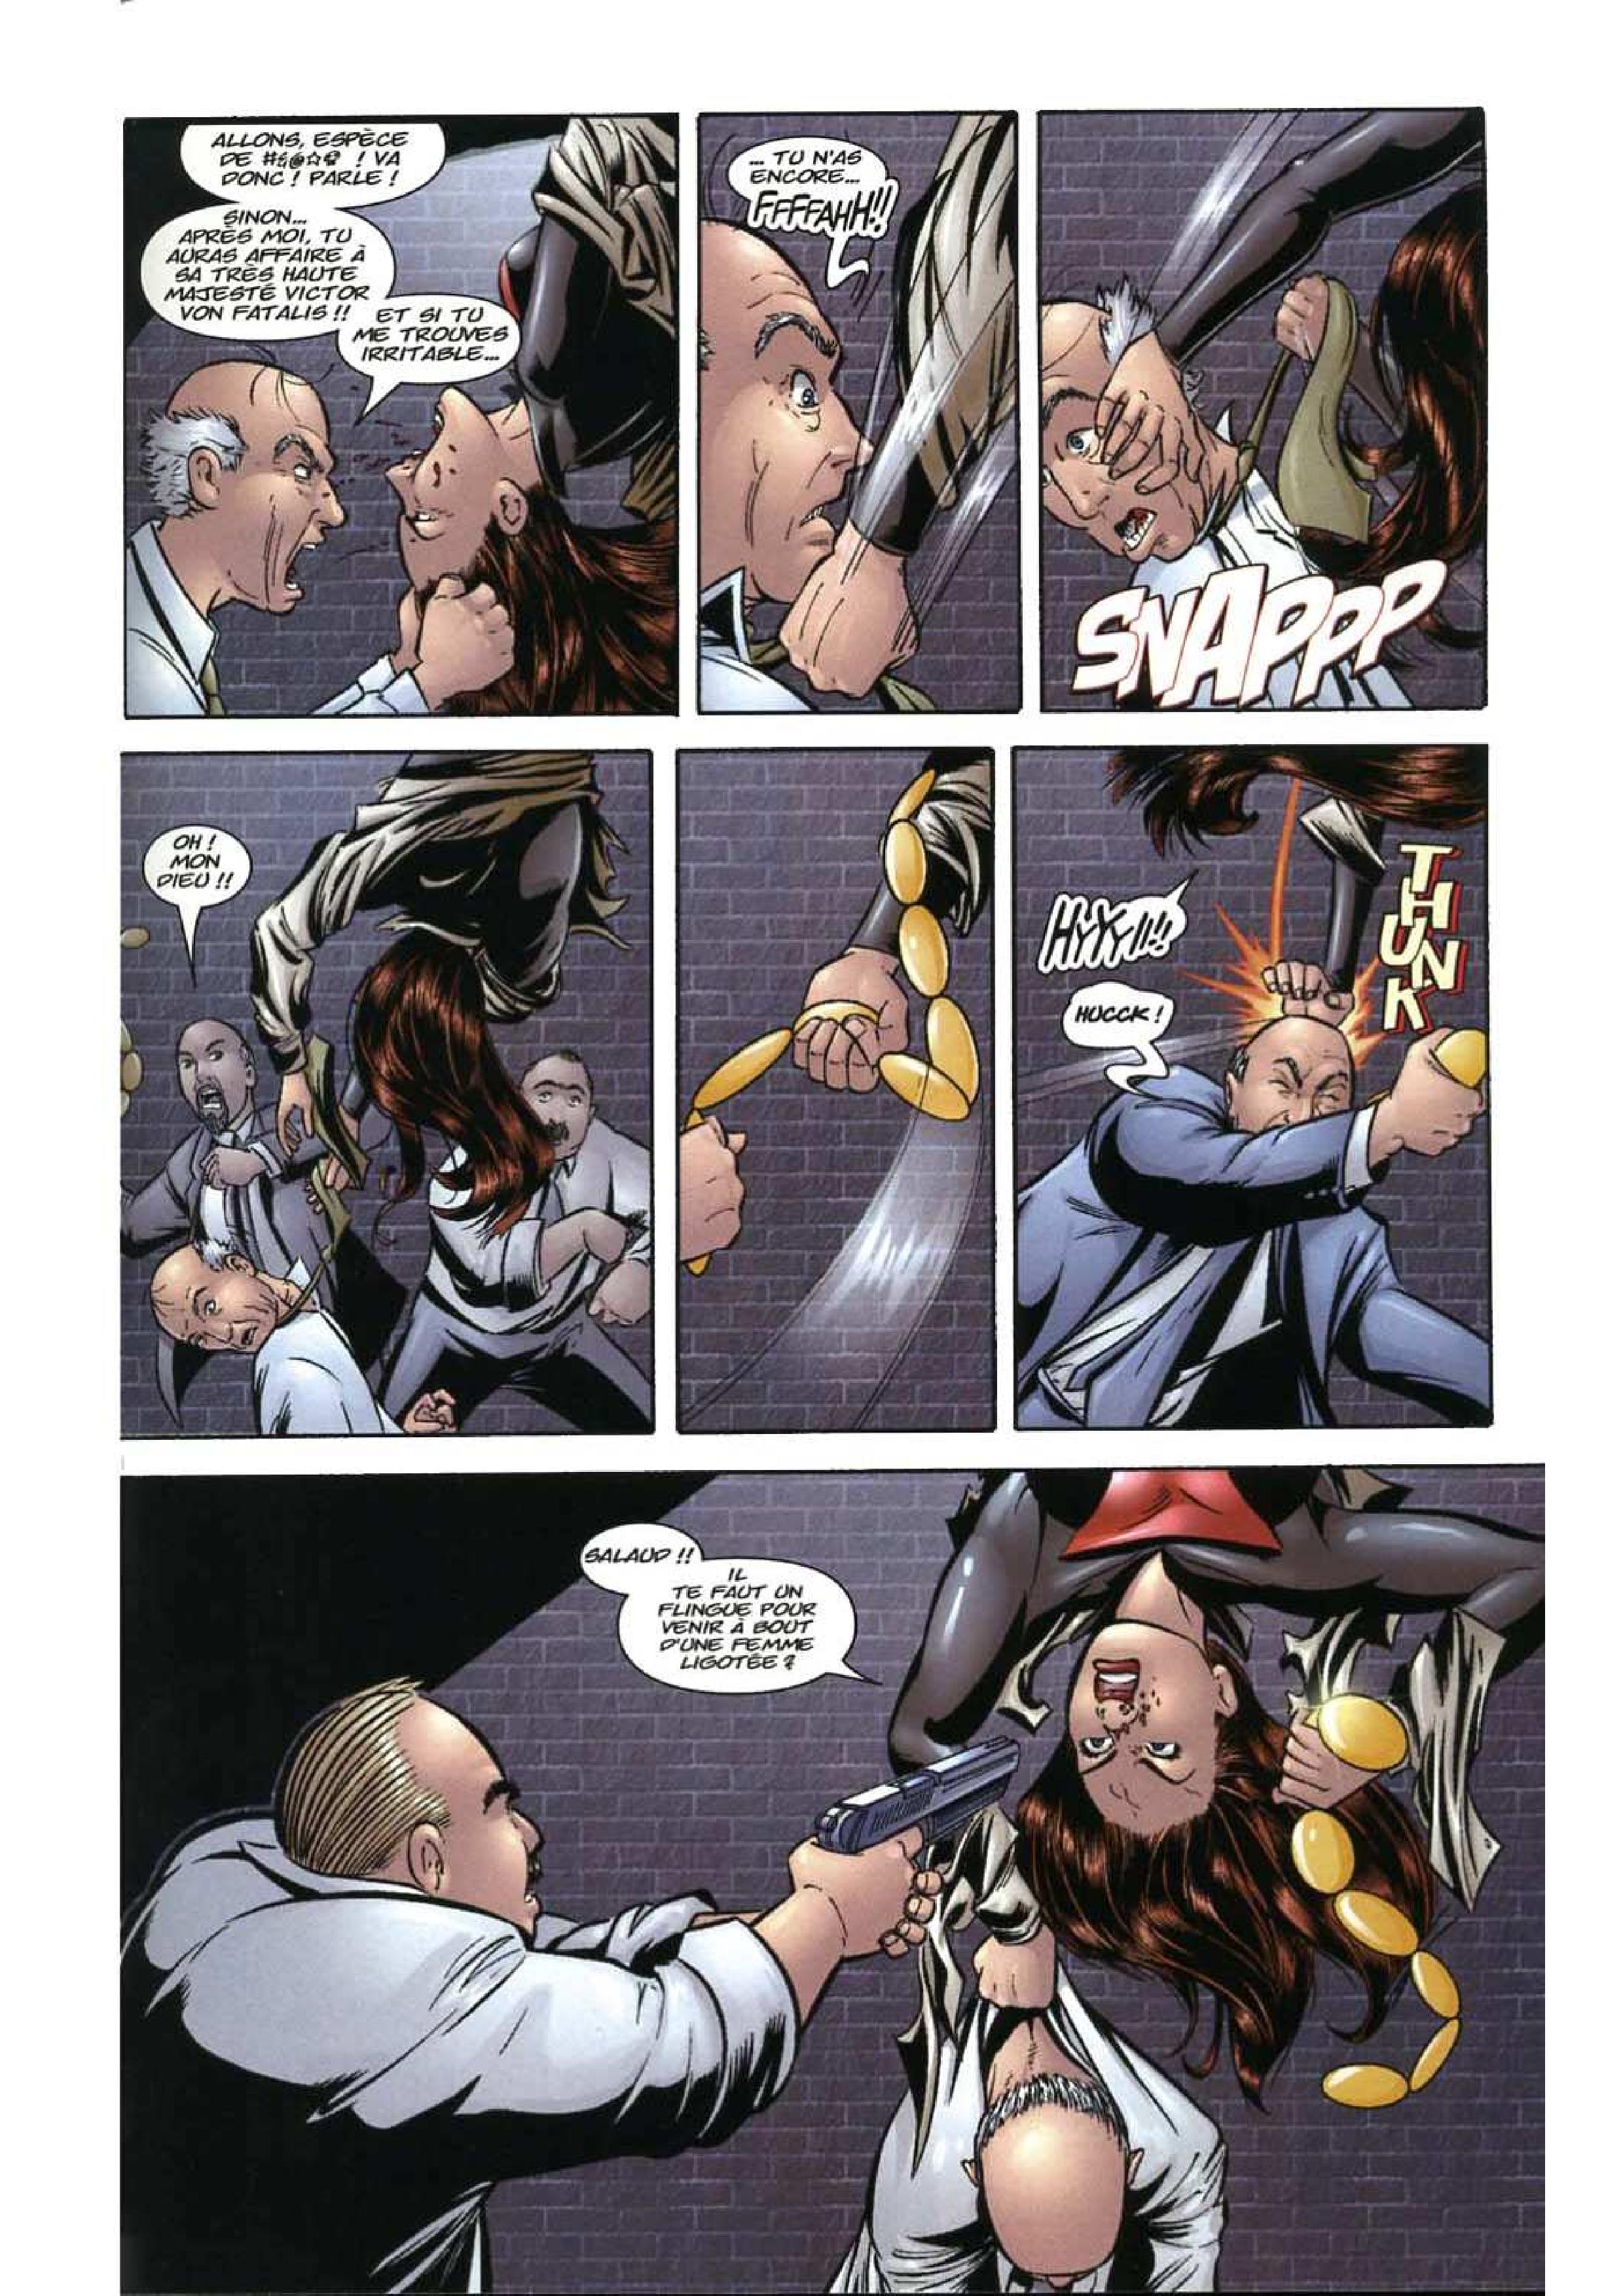 ALLONS, ESPÈCE
DE #$@☆& ! VA
DONC ! PARLE !
SINON...
APRÈS MOI, TU
AURAS AFFAIRE À
SA TRÈS HAUTE
MAJESTÉ VICTOR
VON FATALIS !!
ET SI TU
ME TROUVES
IRRITABLE...
... TU N'AS
ENCORE...
FFFFAHH!!
SNAPPP
OH !
MON
DIEU !!
HYYYIII!!
HUCCK !
THUNK
SALAUD !!
IL
TE FAUT UN
FLINGUE POUR
VENIR À BOUT
D'UNE FEMME
LIGOTÉE ?